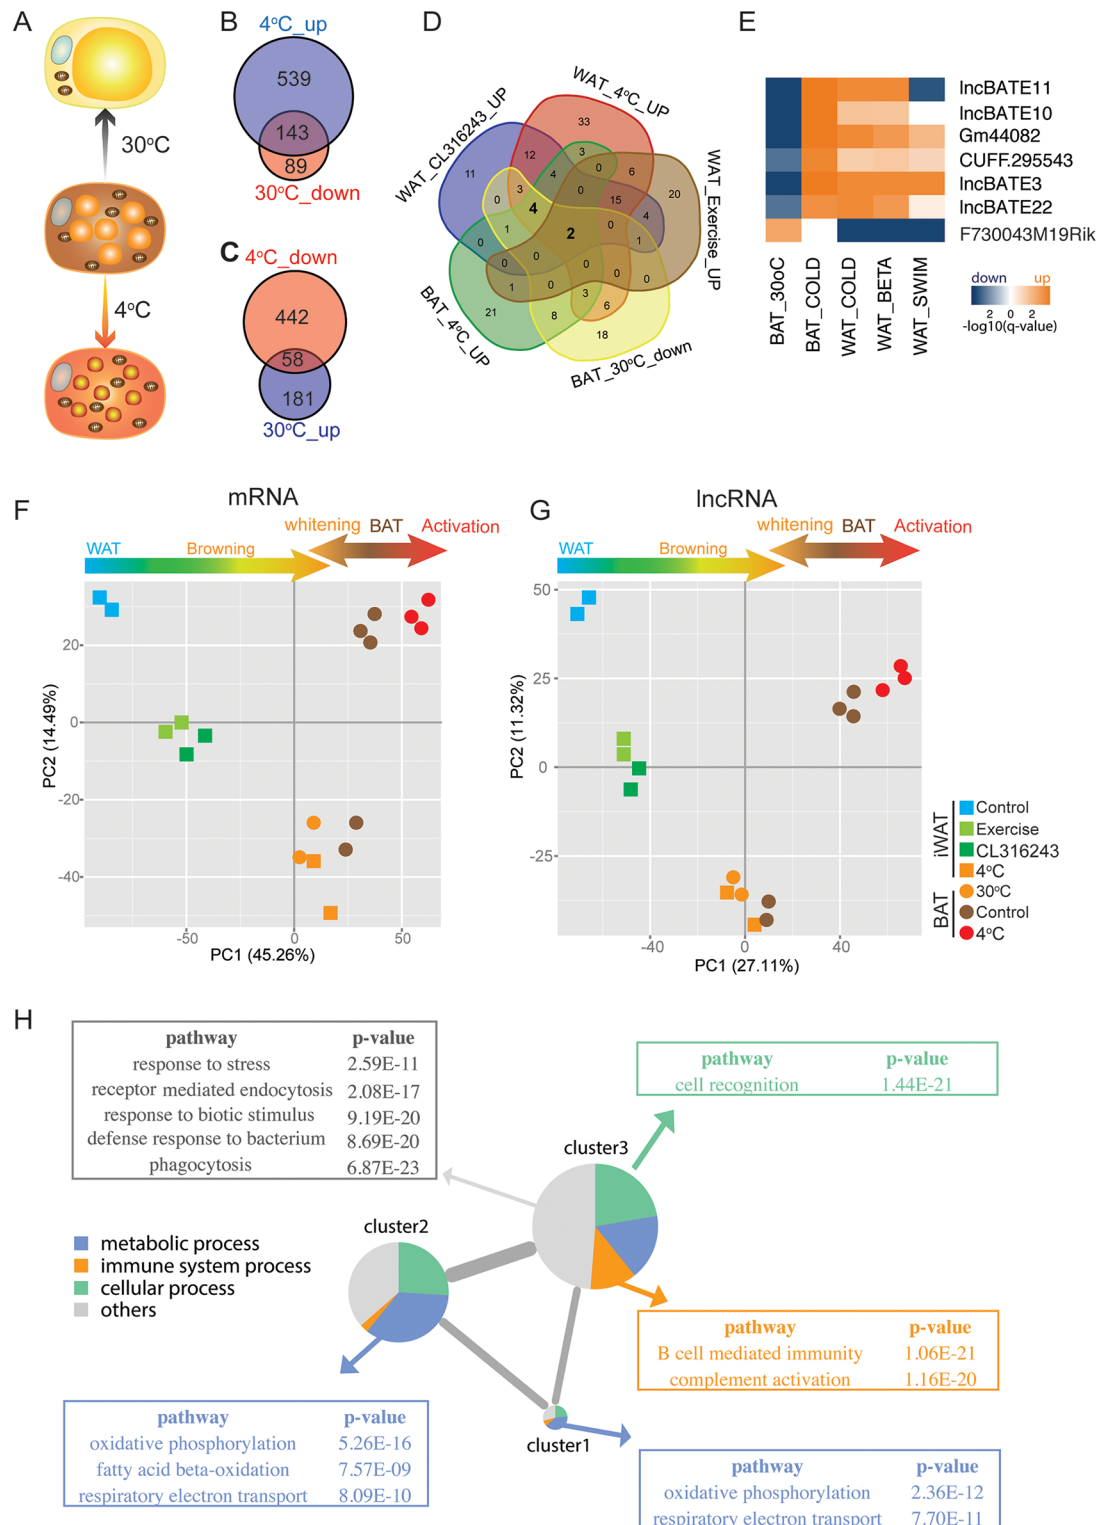 A
30°C
4°C
B
4°C_up
539
143
89
30°C_down
C
4°C_down
442
58
181
30°C_up
D
WAT_CL316243_UP
WAT_4°C_UP
WAT_Exercise_UP
BAT_4°C_UP
BAT_30°C_down
33
12
3
0
6
20
11
4
0
3
0
15
4
4
1
2
1
0
0
0
0
0
0
1
0
3
21
8
6
18
E
lncBATE11
lncBATE10
Gm44082
CUFF.295543
lncBATE3
lncBATE22
F730043M19Rik
BAT_30oC
BAT_COLD
WAT_COLD
WAT_BETA
WAT_SWIM
down up
2 0 2
-log10(q-value)
F
mRNA
whitening BAT Activation
WAT Browning
20
0
-20
-40
PC2 (14.49%)
-50 0 50
PC1 (45.26%)
G
lncRNA
whitening BAT Activation
WAT Browning
50
25
0
-25
PC2 (11.32%)
-40 0 40
PC1 (27.11%)
iWAT
Control
Exercise
CL316243
4°C
BAT
30°C
Control
4°C
H
pathway p-value
response to stress 2.59E-11
receptor mediated endocytosis 2.08E-17
response to biotic stimulus 9.19E-20
defense response to bacterium 8.69E-20
phagocytosis 6.87E-23
pathway p-value
cell recognition 1.44E-21
cluster3
cluster2
metabolic process
immune system process
cellular process
others
pathway p-value
B cell mediated immunity 1.06E-21
complement activation 1.16E-20
pathway p-value
oxidative phosphorylation 5.26E-16
fatty acid beta-oxidation 7.57E-09
respiratory electron transport 8.09E-10
cluster1
pathway p-value
oxidative phosphorylation 2.36E-12
respiratory electron transport 7.70E-11